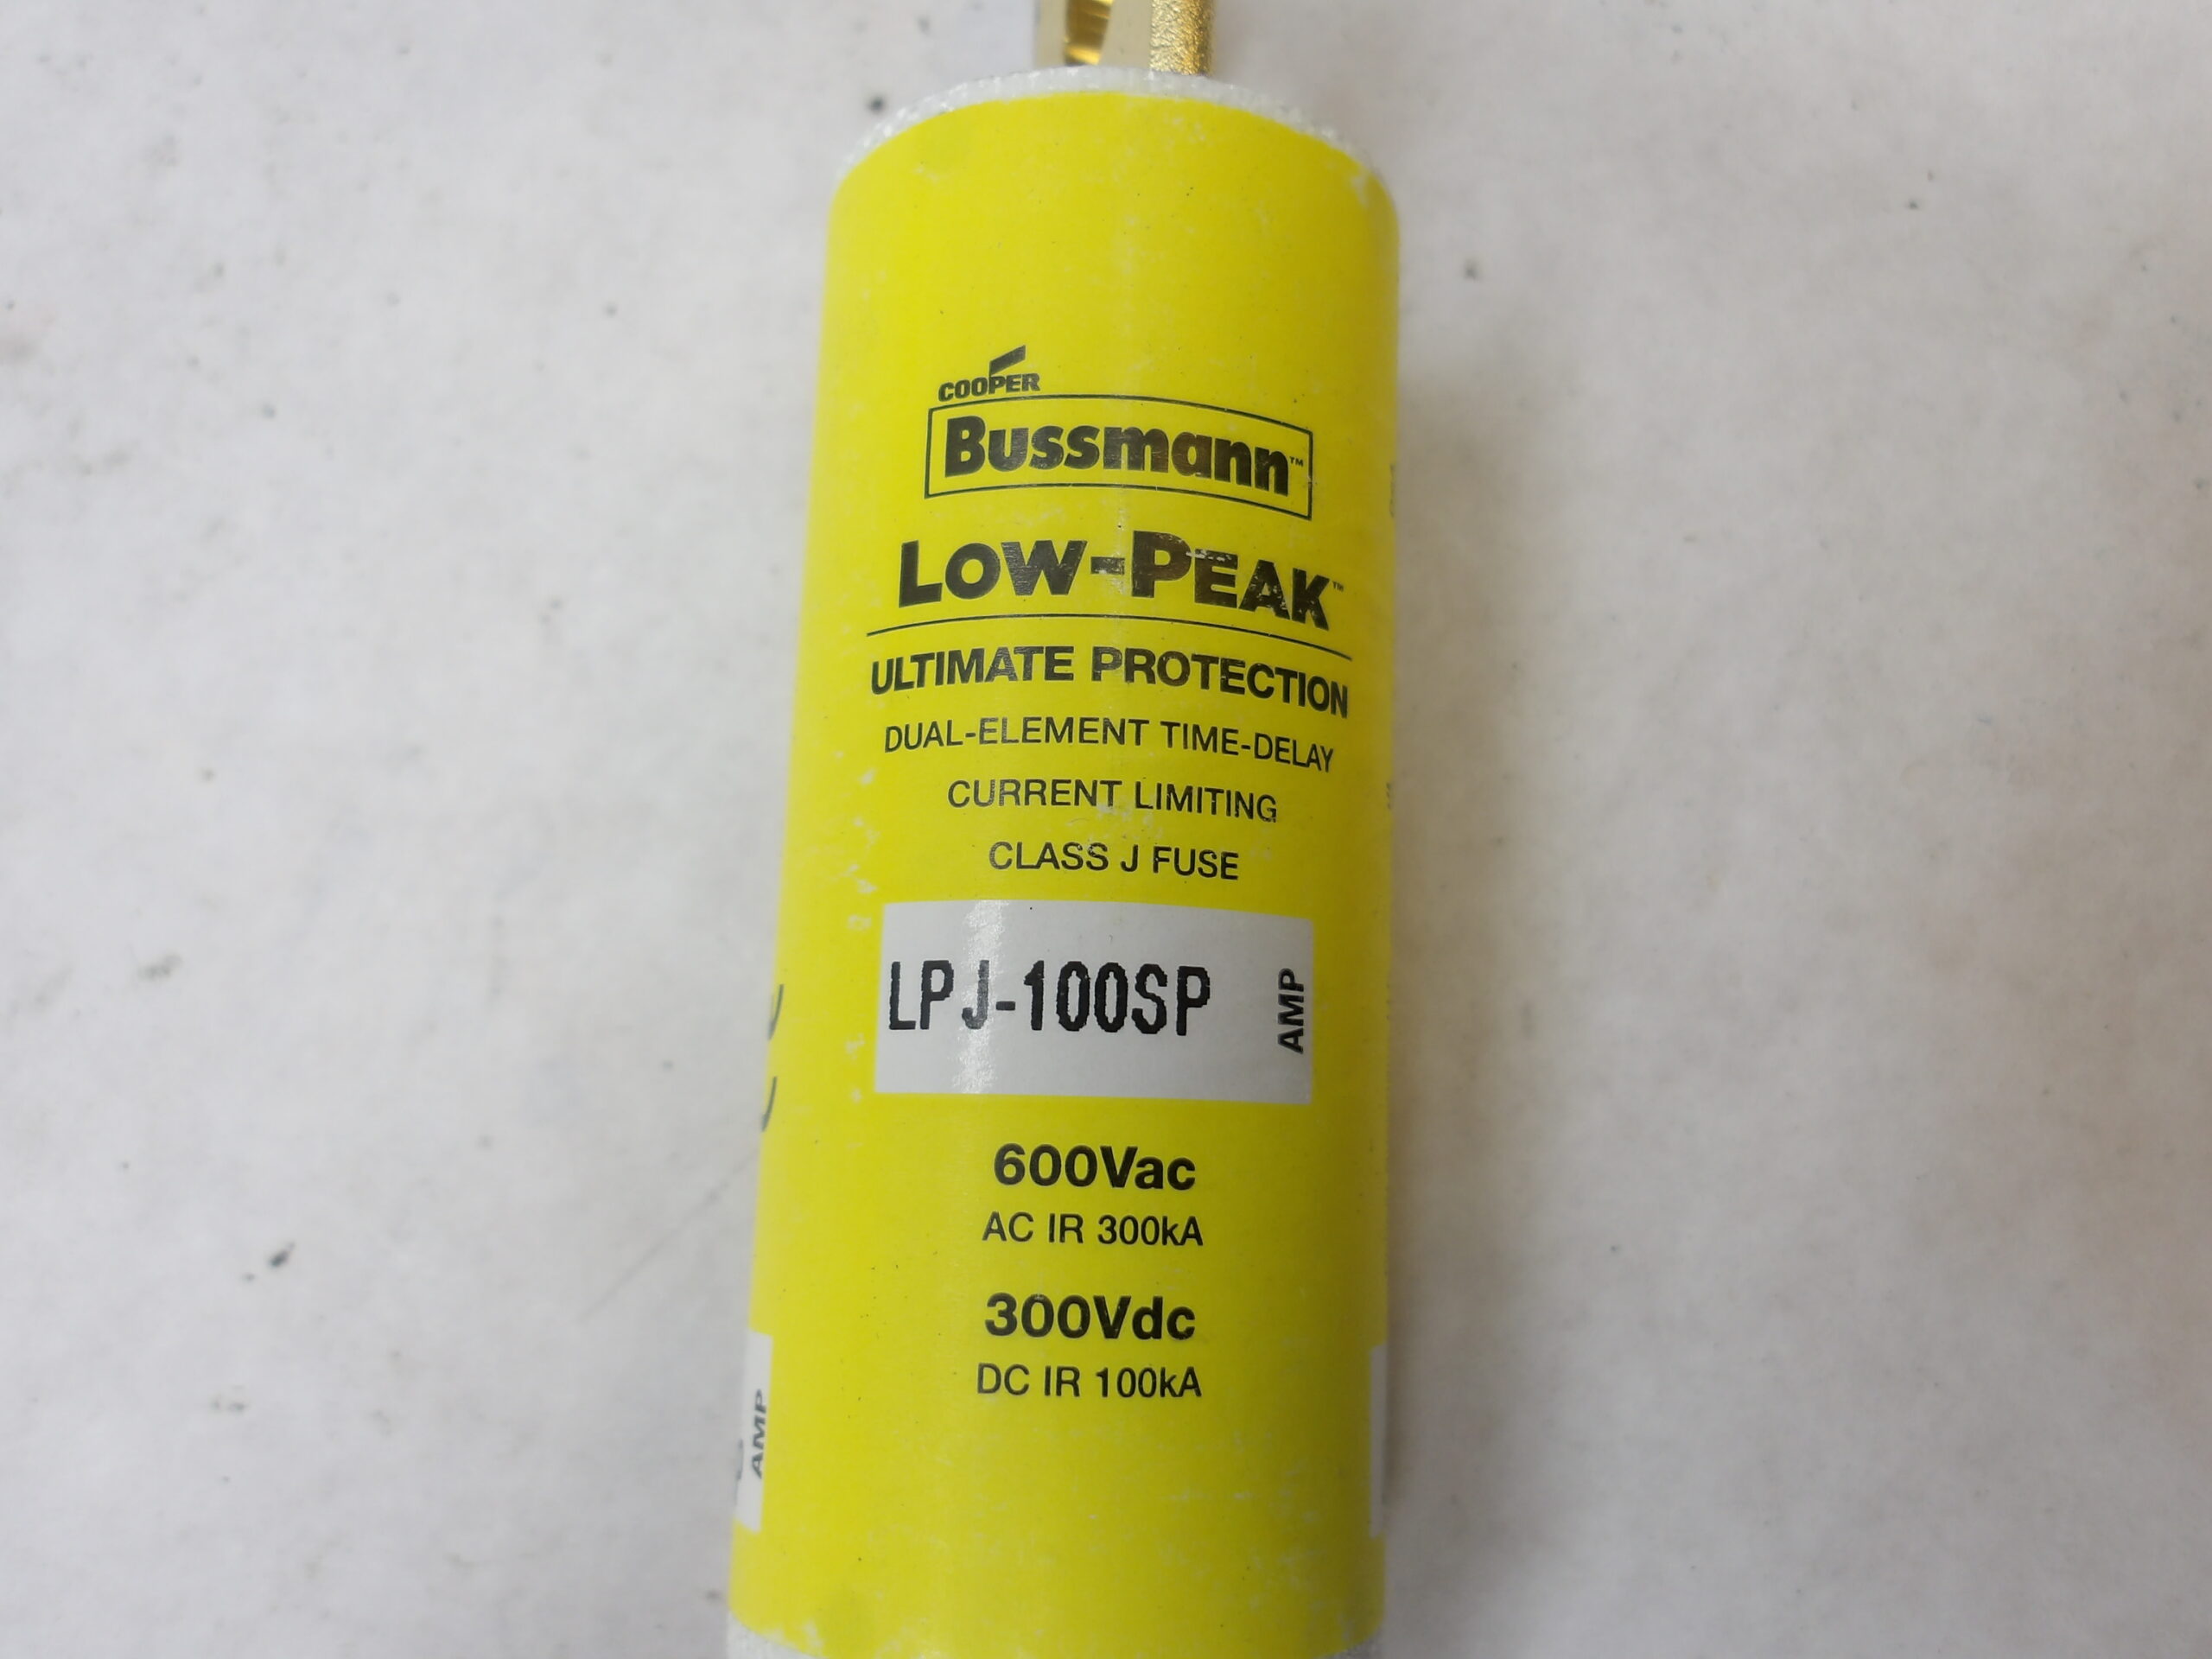 COOPER
Bussmann™
LOW-PEAK™
ULTIMATE PROTECTION
DUAL-ELEMENT TIME-DELAY
CURRENT LIMITING
CLASS J FUSE
LPJ-100SP AMP
600Vac
AC IR 300kA
300Vdc
DC IR 100kA
AMP